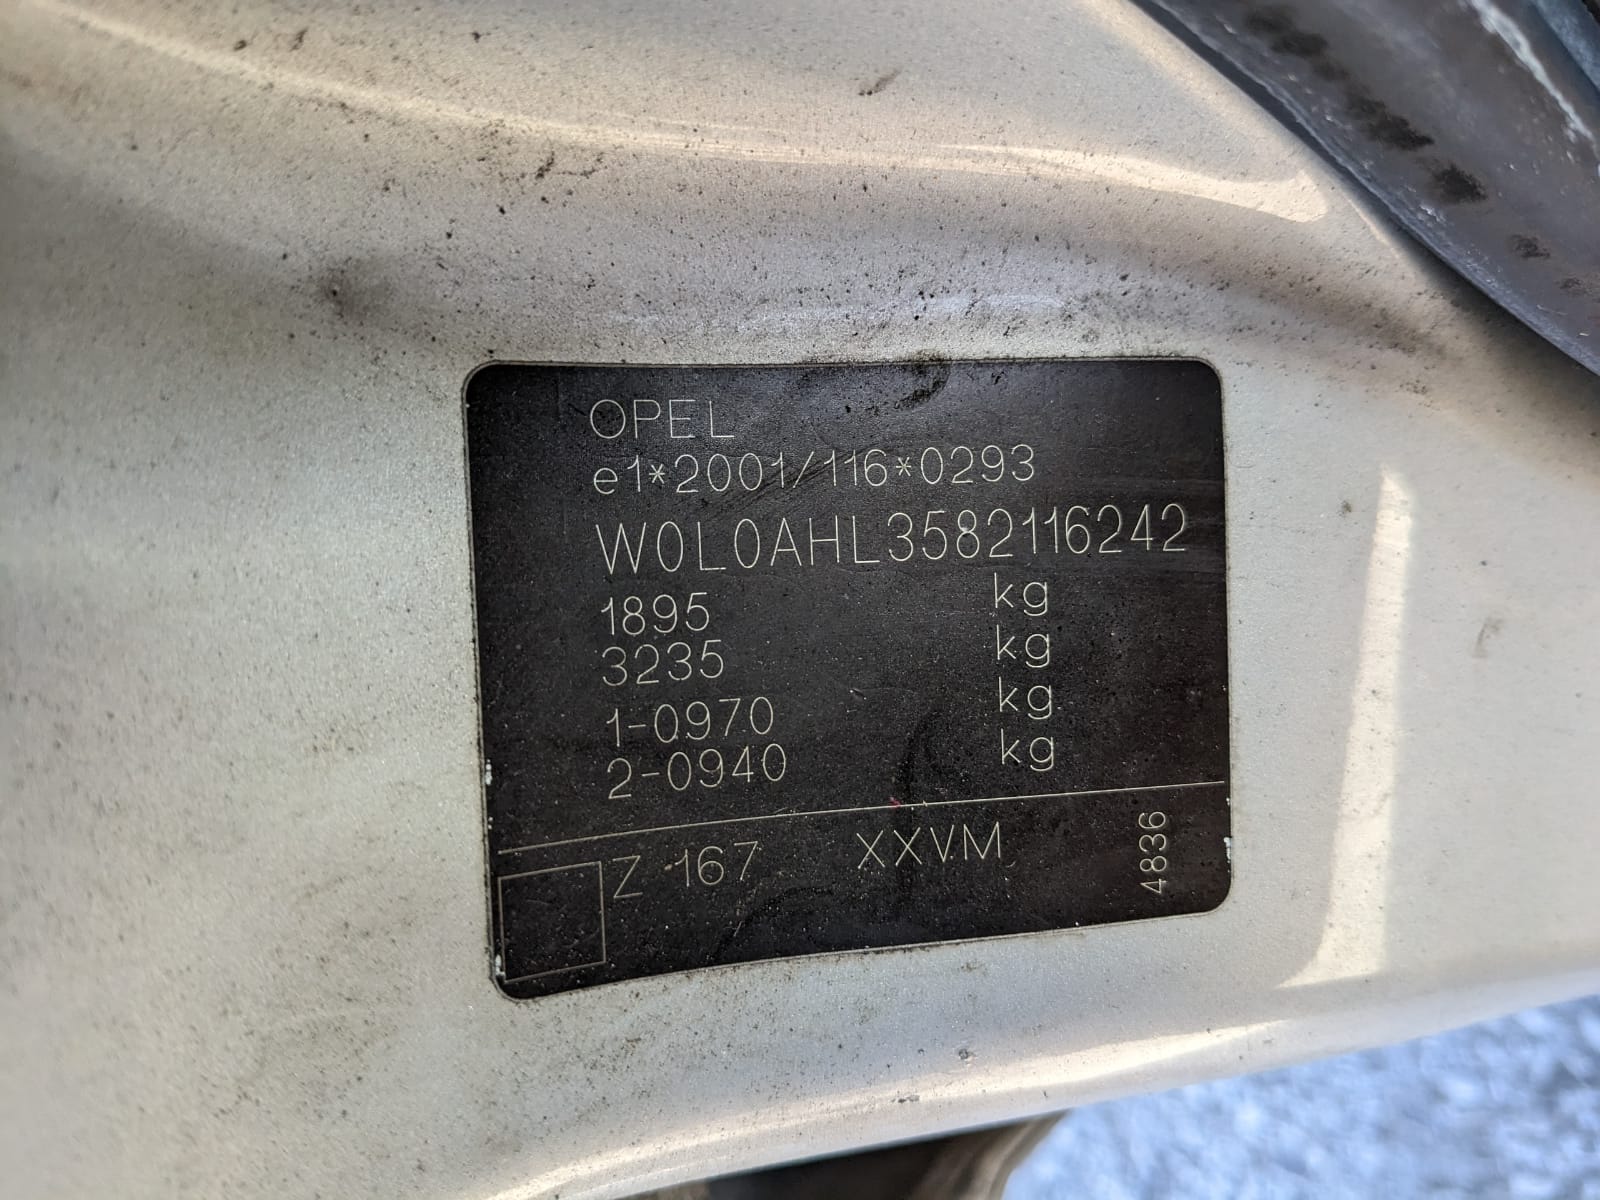 OPEL
e1*2001/116*0293
W0L0AHL3582116242
1895 kg
3235 kg
1-0970 kg
2-0940 kg
Z 167 XXVM
4836